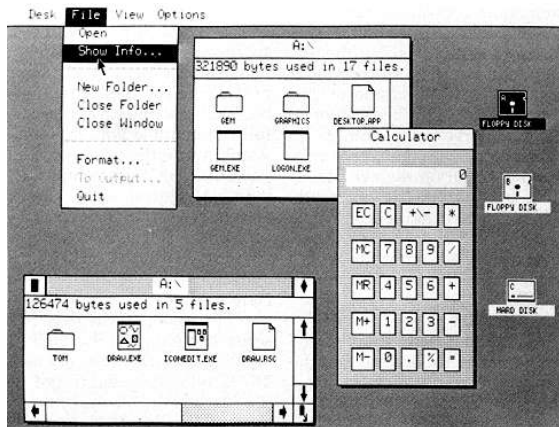 Desk File View Options
Open
Show Info...
New Folder...
Close Folder
Close Window
Format...
To Output...
Quit
A:\
321890 bytes used in 17 files.
GEM GRAPHICS DESKTOP.APP
GEM.EXE LOGON.EXE
Calculator
0
EC C +\- *
MC 7 8 9 /
MR 4 5 6 +
M+ 1 2 3 -
M- 0 . % =
A
FLOPPY DISK
B
FLOPPY DISK
C
HARD DISK
A:\
126474 bytes used in 5 files.
TOM DRAW.EXE ICONEDIT.EXE DRAW.RSC